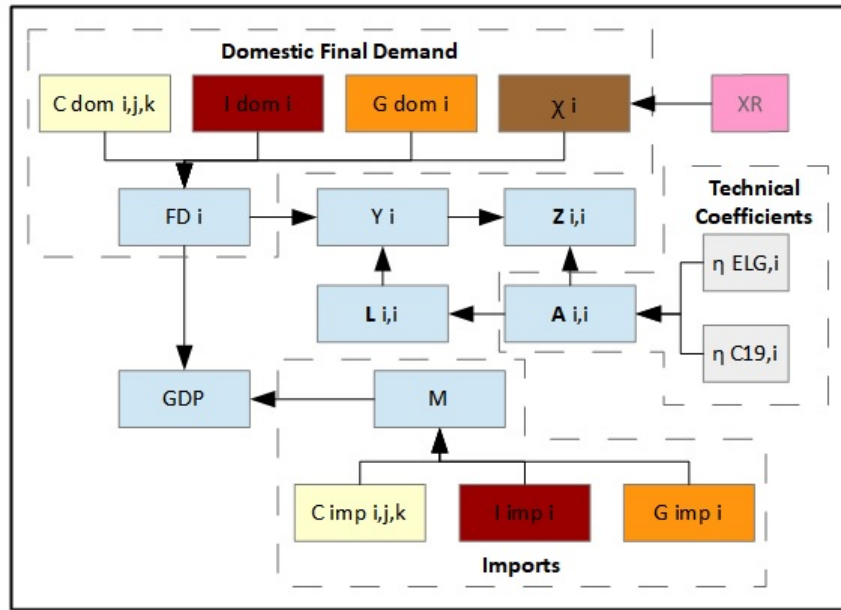 Domestic Final Demand
C dom i,j,k
I dom i
G dom i
χ i
XR
FD i
Y i
Z i,i
Technical
Coefficients
η ELG,i
L i,i
A i,i
η C19,i
GDP
M
C imp i,j,k
I imp i
G imp i
Imports